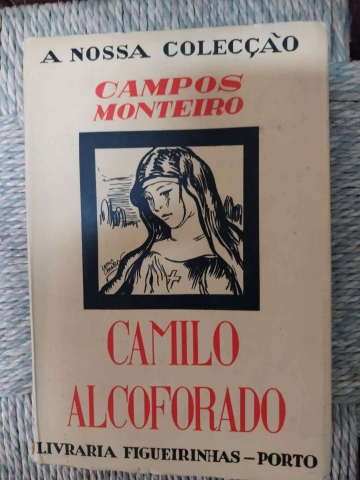 A NOSSA COLECÇÃO
CAMPOS
MONTEIRO
CAMILO
ALCOFORADO
LIVRARIA FIGUEIRINHAS - PORTO